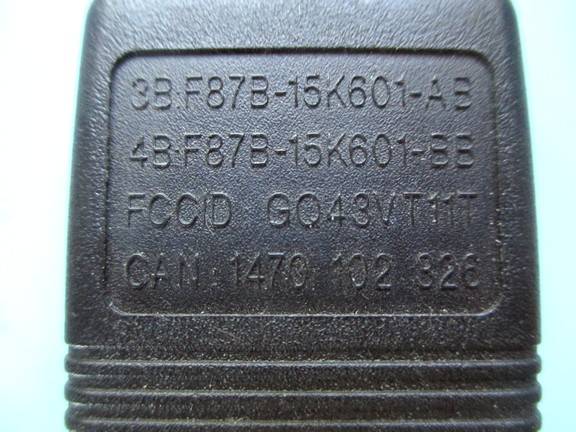 3B:F87B-15K601-AB
4B:F87B-15K601-BB
FCCID GQ43VT11T
CAN 1470 102 326